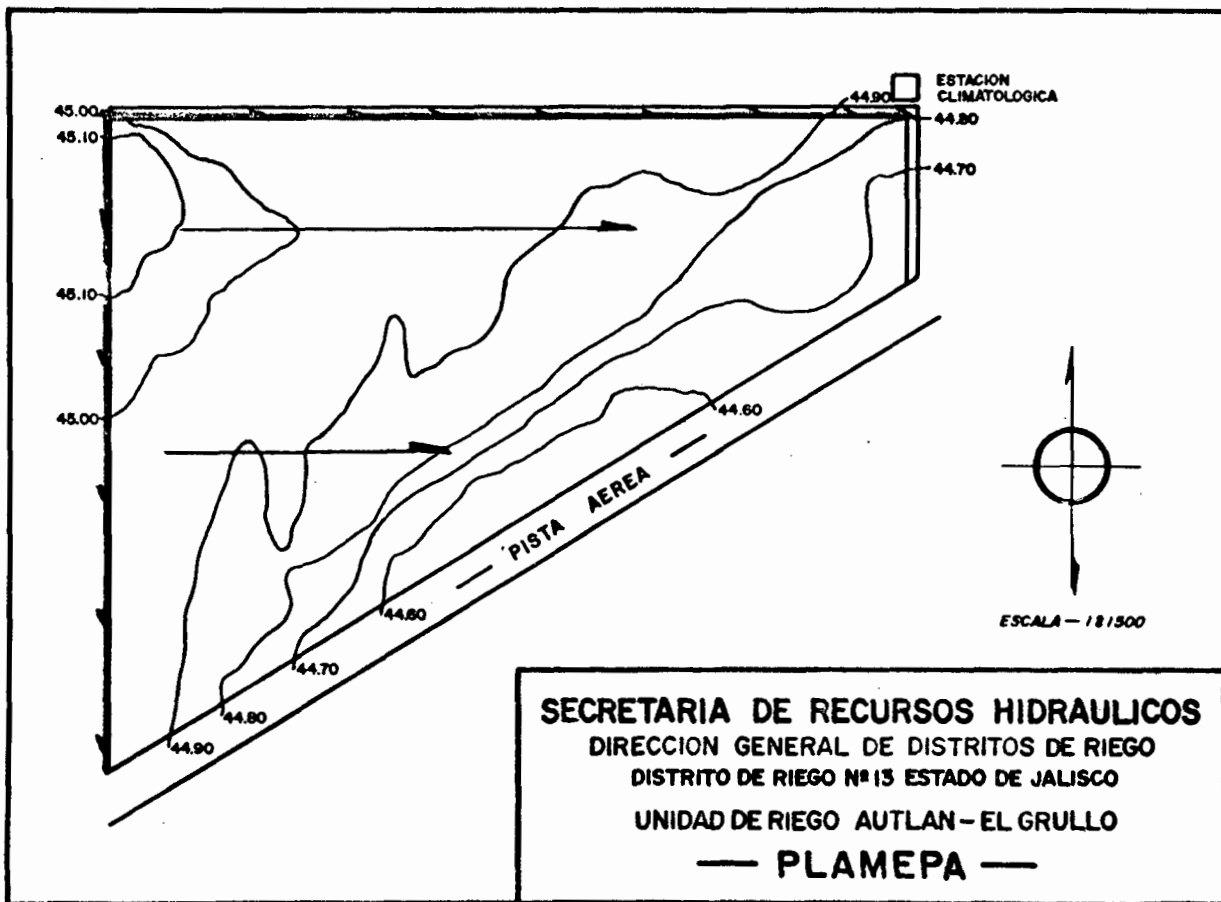 ESTACION
CLIMATOLOGICA
44.90
45.00
44.80
45.10
44.70
45.10
45.00
44.60
PISTA AEREA
44.60
44.70
44.80
44.90
ESCALA — 1:1500
SECRETARIA DE RECURSOS HIDRAULICOS
DIRECCION GENERAL DE DISTRITOS DE RIEGO
DISTRITO DE RIEGO Nº 13 ESTADO DE JALISCO
UNIDAD DE RIEGO AUTLAN - EL GRULLO
— PLAMEPA —